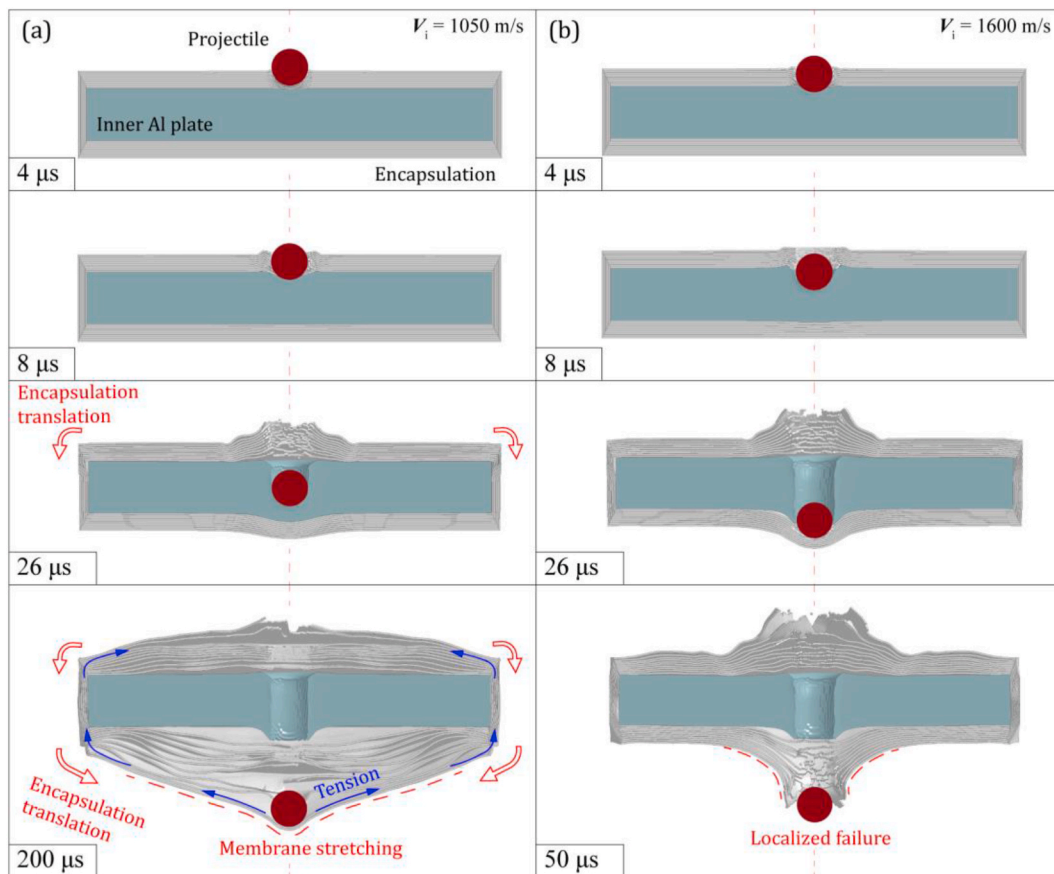 (a)
Projectile
Vi = 1050 m/s
Inner Al plate
4 μs
Encapsulation
8 μs
Encapsulation
translation
26 μs
Tension
Encapsulation
translation
Membrane stretching
200 μs
(b)
Vi = 1600 m/s
4 μs
8 μs
26 μs
Localized failure
50 μs